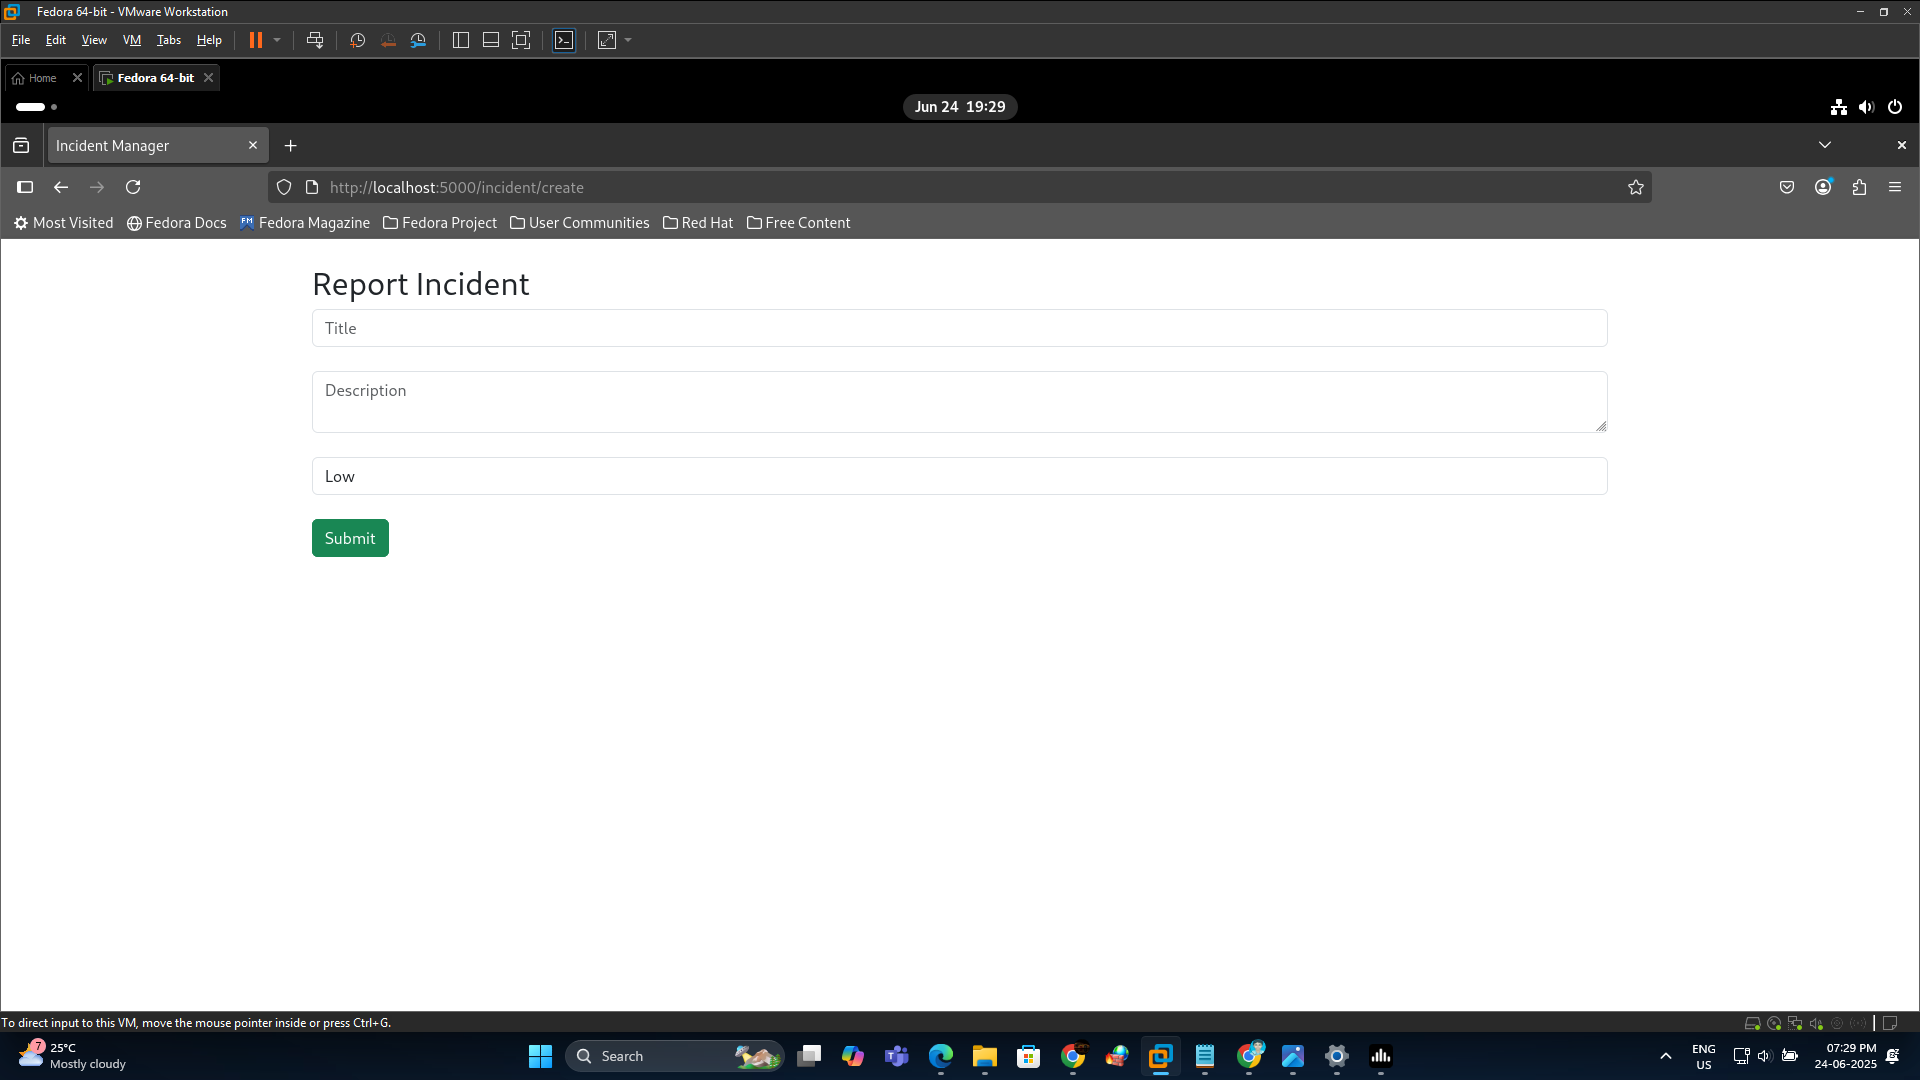 Fedora 64-bit - VMware Workstation
File Edit View VM Tabs Help
Home Fedora 64-bit
Jun 24 19:29
Incident Manager
http://localhost:5000/incident/create
Most Visited Fedora Docs FM Fedora Magazine Fedora Project User Communities Red Hat Free Content
Report Incident
Title
Description
Low
Submit
To direct input to this VM, move the mouse pointer inside or press Ctrl+G.
7 25°C
Mostly cloudy
Search
ENG
US
07:29 PM
24-06-2025